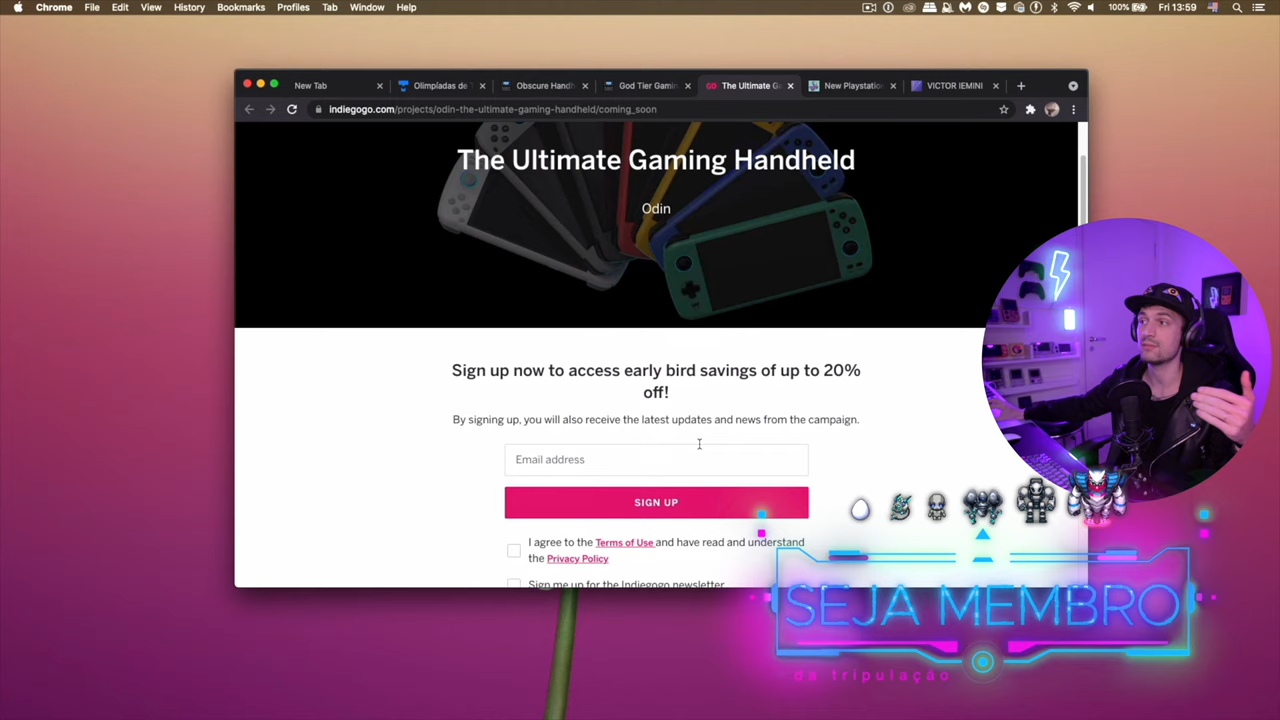 Chrome File Edit View History Bookmarks Profiles Tab Window Help
100% Fri 13:59
New Tab
Olimpíadas de
Obscure Handh
God Tier Gamin
The Ultimate G
New Playstation
VICTOR IEMINI
indiegogo.com/projects/odin-the-ultimate-gaming-handheld/coming_soon
The Ultimate Gaming Handheld
Odin
Sign up now to access early bird savings of up to 20%
off!
By signing up, you will also receive the latest updates and news from the campaign.
Email address
SIGN UP
I agree to the Terms of Use and have read and understand
the Privacy Policy
Sign me up for the Indiegogo newsletter
SEJA MEMBRO
da tripulação